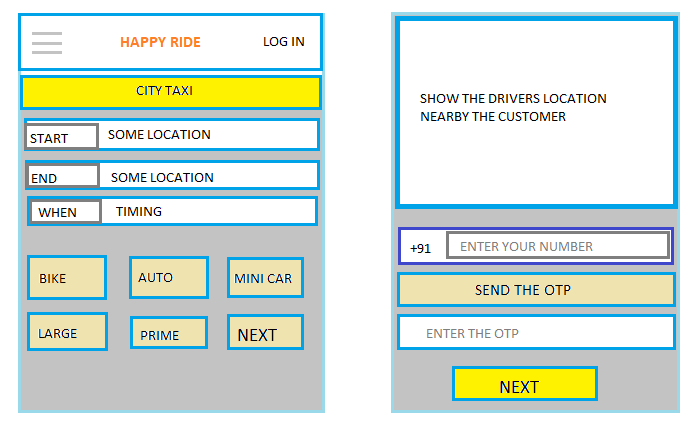 HAPPY RIDE
LOG IN
CITY TAXI
START
SOME LOCATION
END
SOME LOCATION
WHEN
TIMING
BIKE
AUTO
MINI CAR
LARGE
PRIME
NEXT
SHOW THE DRIVERS LOCATION
NEARBY THE CUSTOMER
+91
ENTER YOUR NUMBER
SEND THE OTP
ENTER THE OTP
NEXT